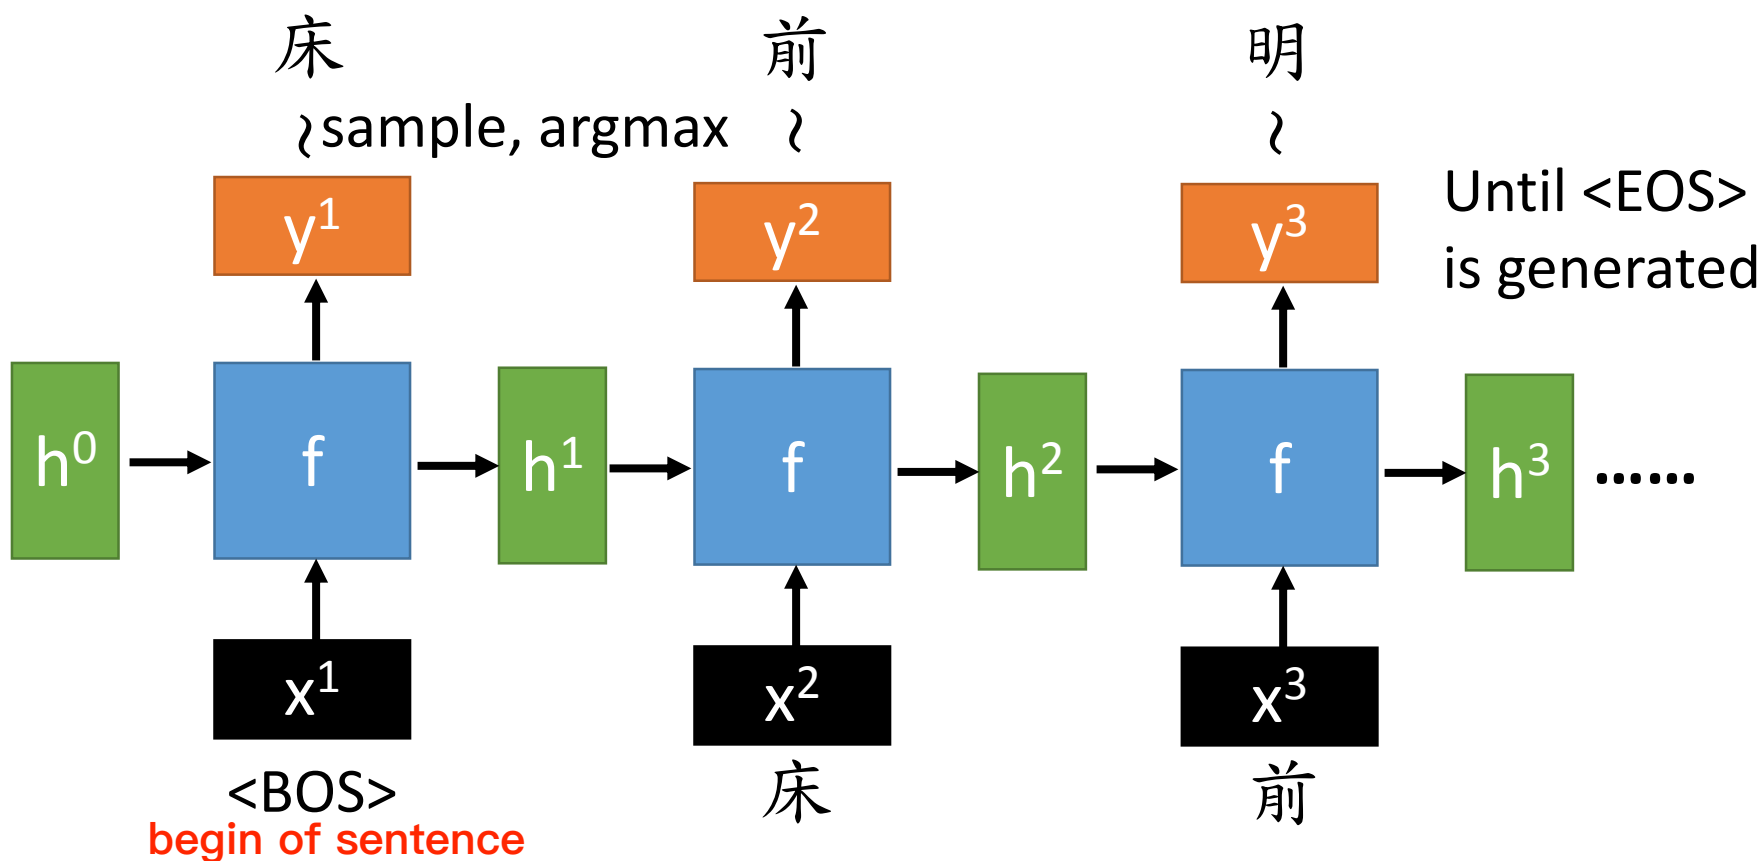 床 前 明
~ sample, argmax ~ ~
y¹ y² y³
Until <EOS>
is generated
h⁰ f h¹ f h² f h³ ......
x¹ x² x³
<BOS> 床 前
begin of sentence